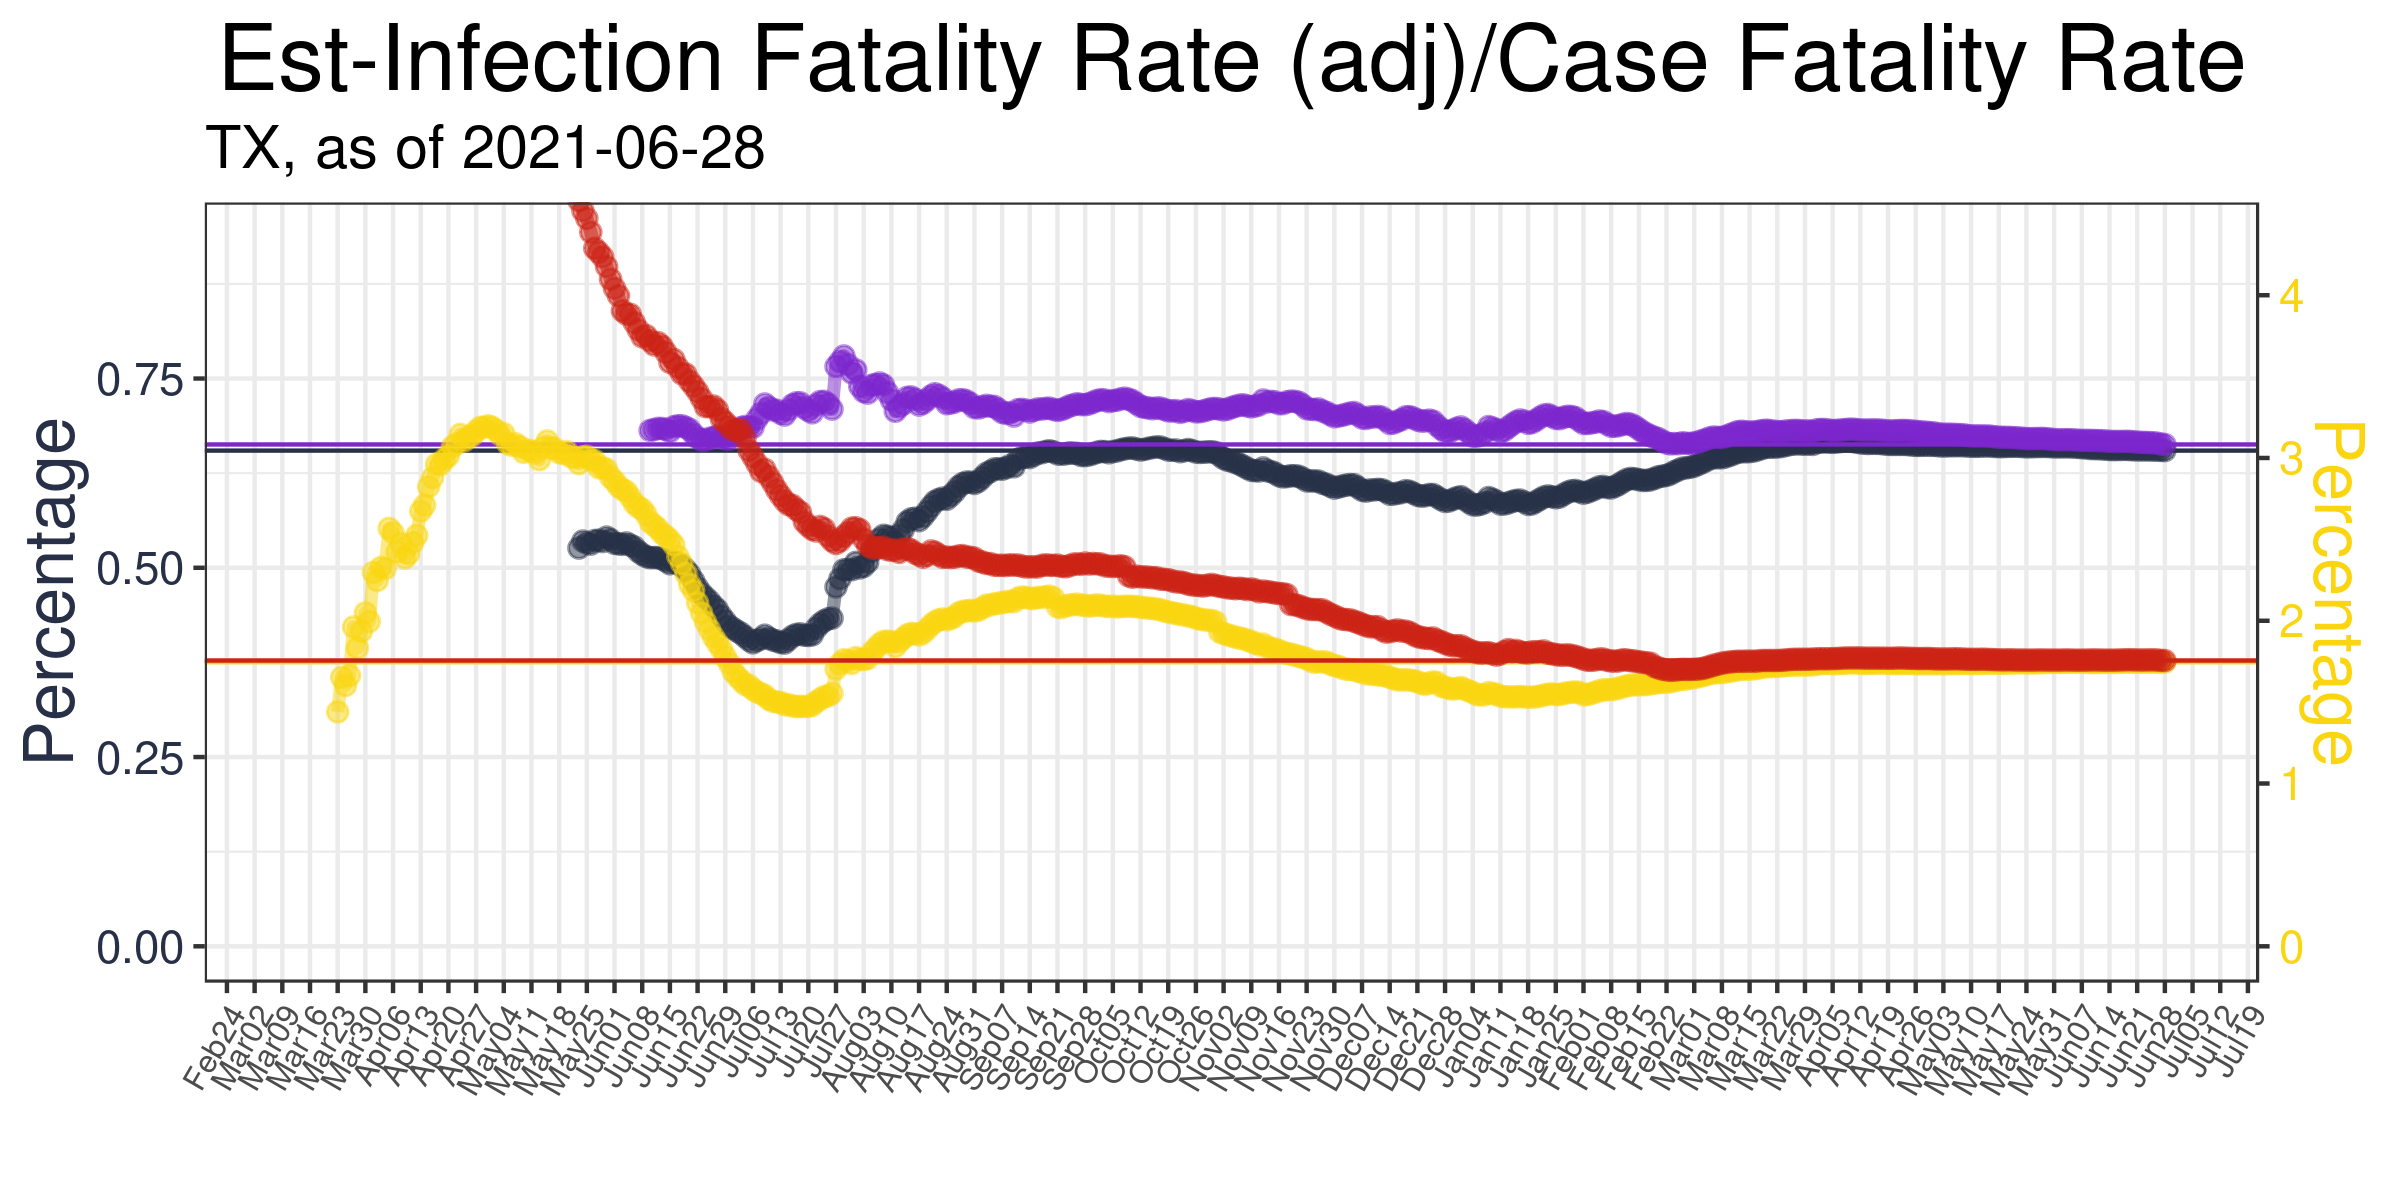 Est-Infection Fatality Rate (adj)/Case Fatality Rate
TX, as of 2021-06-28
Percentage
0.75
0.50
0.25
0.00
4
3
2
1
0
Percentage
Feb24
Mar02
Mar09
Mar16
Mar23
Mar30
Apr06
Apr13
Apr20
Apr27
May04
May11
May18
May25
Jun01
Jun08
Jun15
Jun22
Jun29
Jul06
Jul13
Jul20
Jul27
Aug03
Aug10
Aug17
Aug24
Aug31
Sep07
Sep14
Sep21
Sep28
Oct05
Oct12
Oct19
Oct26
Nov02
Nov09
Nov16
Nov23
Nov30
Dec07
Dec14
Dec21
Dec28
Jan04
Jan11
Jan18
Jan25
Feb01
Feb08
Feb15
Feb22
Mar01
Mar08
Mar15
Mar22
Mar29
Apr05
Apr12
Apr19
Apr26
May03
May10
May17
May24
May31
Jun07
Jun14
Jun21
Jun28
Jul05
Jul12
Jul19